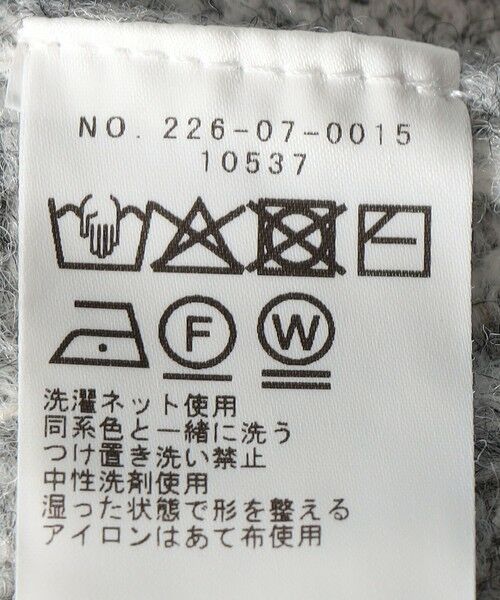 NO. 226-07-0015
10537
F W
洗濯ネット使用
同系色と一緒に洗う
つけ置き洗い禁止
中性洗剤使用
湿った状態で形を整える
アイロンはあて布使用